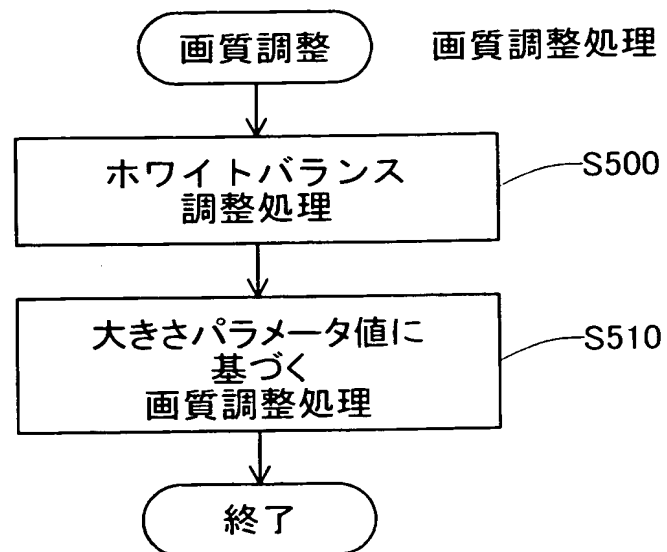 画質調整
画質調整処理
ホワイトバランス
調整処理
S500
大きさパラメータ値に
基づく
画質調整処理
S510
終了